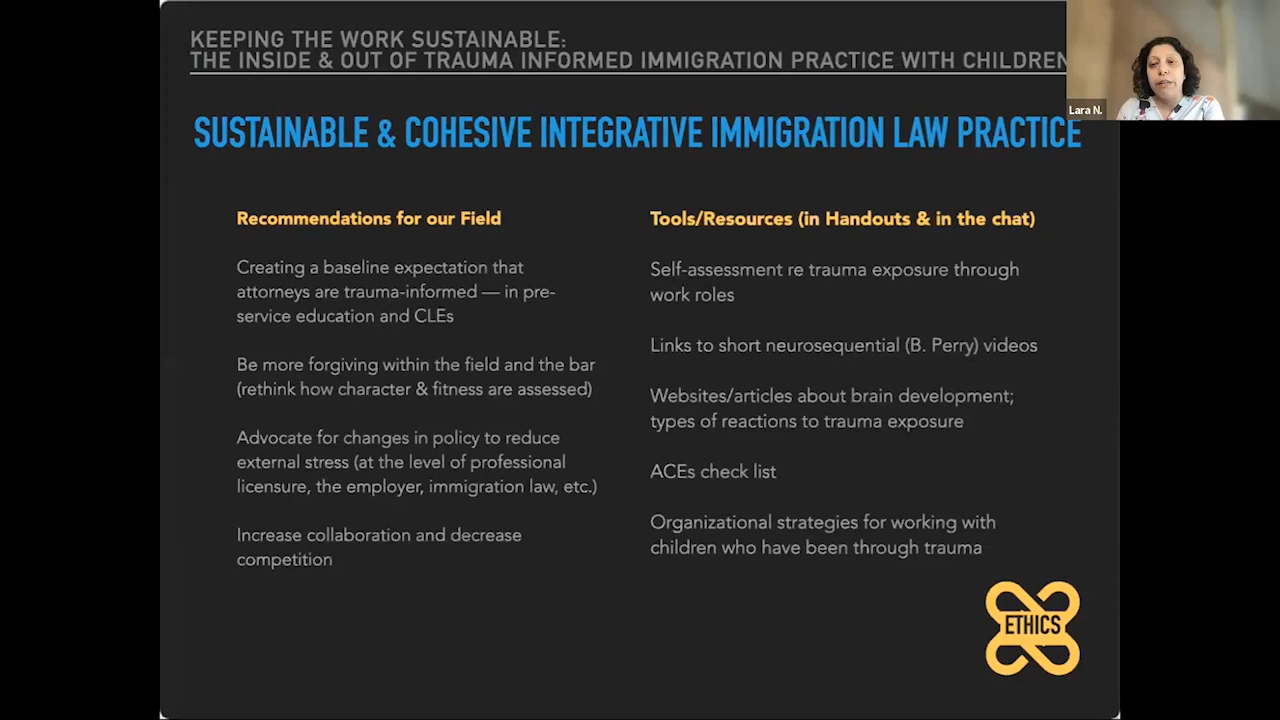 KEEPING THE WORK SUSTAINABLE:
THE INSIDE & OUT OF TRAUMA INFORMED IMMIGRATION PRACTICE WITH CHILDREN
Lara N.
SUSTAINABLE & COHESIVE INTEGRATIVE IMMIGRATION LAW PRACTICE
Recommendations for our Field
Creating a baseline expectation that
attorneys are trauma-informed — in pre-
service education and CLEs
Be more forgiving within the field and the bar
(rethink how character & fitness are assessed)
Advocate for changes in policy to reduce
external stress (at the level of professional
licensure, the employer, immigration law, etc.)
Increase collaboration and decrease
competition
Tools/Resources (in Handouts & in the chat)
Self-assessment re trauma exposure through
work roles
Links to short neurosequential (B. Perry) videos
Websites/articles about brain development;
types of reactions to trauma exposure
ACEs check list
Organizational strategies for working with
children who have been through trauma
ETHICS